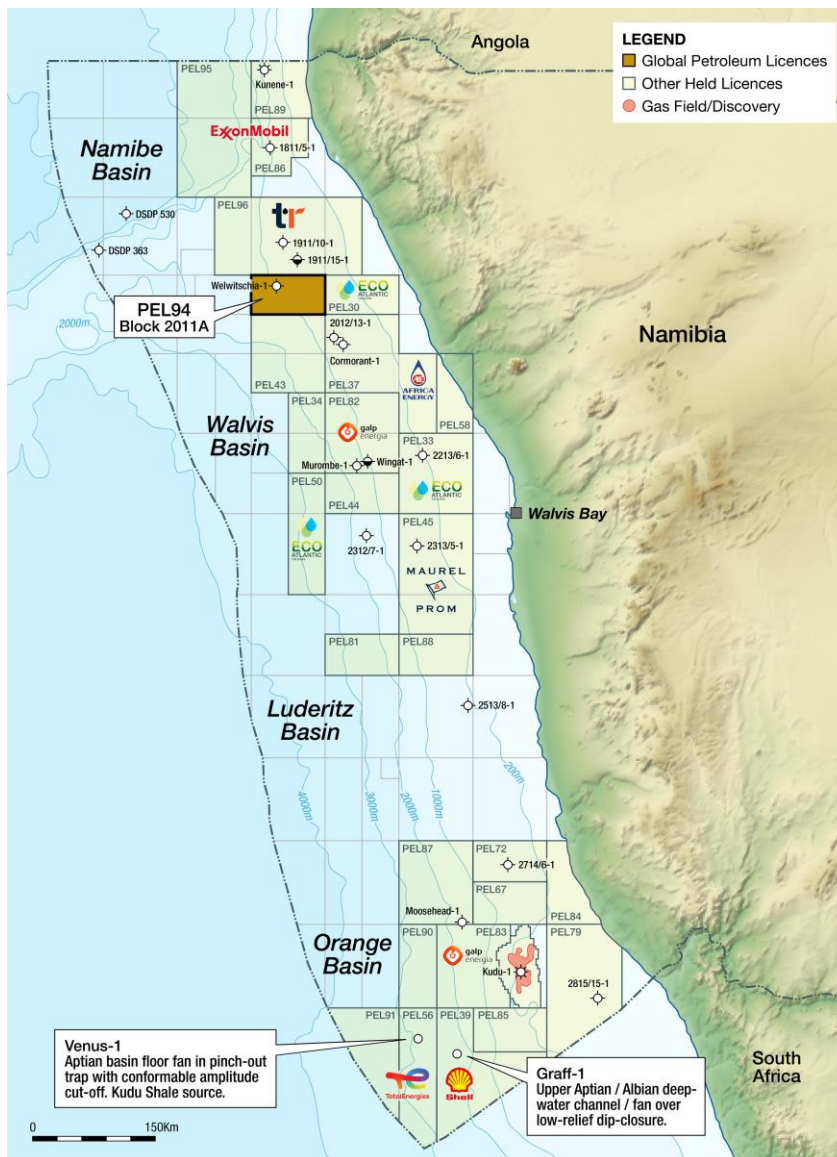 Angola
LEGEND
Global Petroleum Licences
Other Held Licences
Gas Field/Discovery
PEL95
Kunene-1
PEL89
ExxonMobil
1811/5-1
PEL86
Namibe
Basin
DSDP 530
DSDP 363
PEL96
tr
1911/10-1
1911/15-1
Welwitschia-1
PEL94
Block 2011A
2000m
ECO
ATLANTIC
PEL30
2012/13-1
Cormorant-1
Namibia
PEL43
PEL37
AFRICA
ENERGY
PEL58
PEL34
PEL82
Walvis
Basin
galp
energia
PEL33
2213/6-1
Murombe-1
Wingat-1
ECO
ATLANTIC
PEL50
PEL44
Walvis Bay
ECO
ATLANTIC
2312/7-1
PEL45
2313/5-1
MAUREL
PROM
PEL81
PEL88
Luderitz
Basin
2513/8-1
4000m
3000m
2000m
1000m
200m
PEL87
PEL72
2714/6-1
PEL67
Moosehead-1
PEL84
Orange
Basin
PEL90
galp
energia
PEL83
Kudu-1
PEL79
2815/15-1
PEL91
PEL56
PEL39
PEL85
Venus-1
Aptian basin floor fan in pinch-out
trap with conformable amplitude
cut-off. Kudu Shale source.
TotalEnergies
Shell
Graff-1
Upper Aptian / Albian deep-
water channel / fan over
low-relief dip-closure.
South
Africa
0
150Km